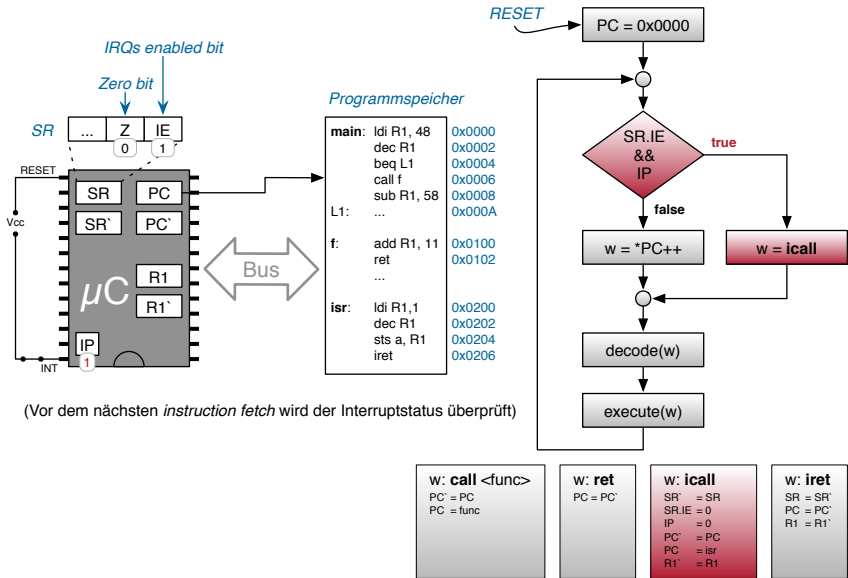 IRQs enabled bit
Zero bit
SR
... Z IE
0 1
RESET
Vcc
INT
SR PC
SR` PC`
R1
µC
R1`
IP
1
Bus
Programmspeicher
main: ldi R1, 48 0x0000
dec R1 0x0002
beq L1 0x0004
call f 0x0006
sub R1, 58 0x0008
L1: ... 0x000A
f: add R1, 11 0x0100
ret 0x0102
...
isr: ldi R1,1 0x0200
dec R1 0x0202
sts a, R1 0x0204
iret 0x0206
(Vor dem nächsten instruction fetch wird der Interruptstatus überprüft)
RESET
PC = 0x0000
SR.IE
&&
IP
true
false
w = *PC++
w = icall
decode(w)
execute(w)
w: call <func>
PC` = PC
PC = func
w: ret
PC = PC`
w: icall
SR` = SR
SR.IE = 0
IP = 0
PC` = PC
PC = isr
R1` = R1
w: iret
SR = SR`
PC = PC`
R1 = R1`